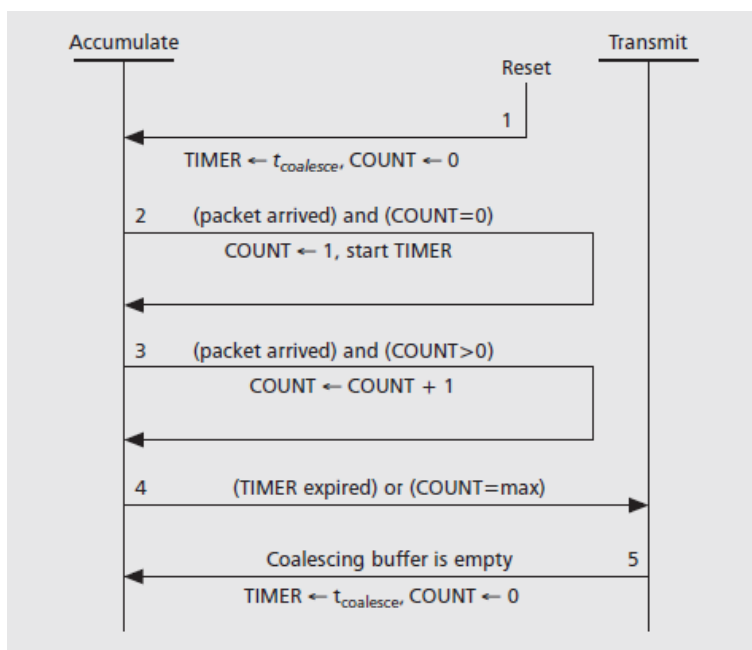 Accumulate
Transmit
Reset
1
TIMER ← t_coalesce, COUNT ← 0
2 (packet arrived) and (COUNT=0)
COUNT ← 1, start TIMER
3 (packet arrived) and (COUNT>0)
COUNT ← COUNT + 1
4 (TIMER expired) or (COUNT=max)
Coalescing buffer is empty 5
TIMER ← t_coalesce, COUNT ← 0